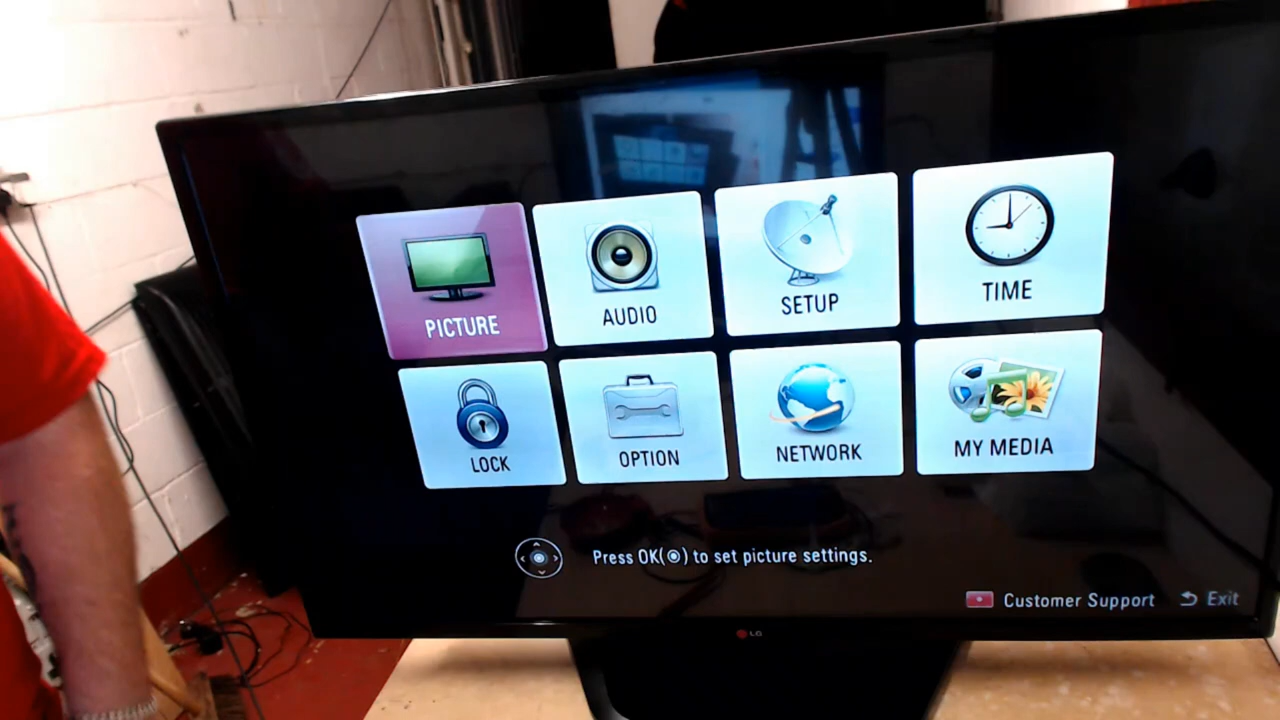 PICTURE
AUDIO
SETUP
TIME
LOCK
OPTION
NETWORK
MY MEDIA
Press OK(◉) to set picture settings.
Customer Support
Exit
LG